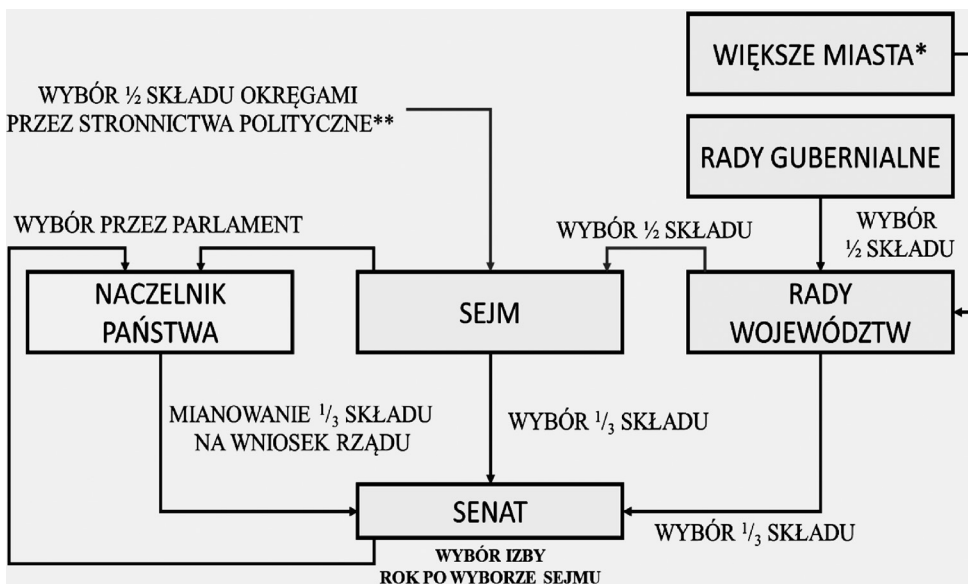 WIĘKSZE MIASTA*
WYBÓR ½ SKŁADU OKRĘGAMI
PRZEZ STRONNICTWA POLITYCZNE**
RADY GUBERNIALNE
WYBÓR PRZEZ PARLAMENT
WYBÓR ½ SKŁADU
WYBÓR
½ SKŁADU
NACZELNIK
PAŃSTWA
SEJM
RADY
WOJEWÓDZTW
MIANOWANIE ¹/₃ SKŁADU
NA WNIOSEK RZĄDU
WYBÓR ¹/₃ SKŁADU
SENAT
WYBÓR ¹/₃ SKŁADU
WYBÓR IZBY
ROK PO WYBORZE SEJMU